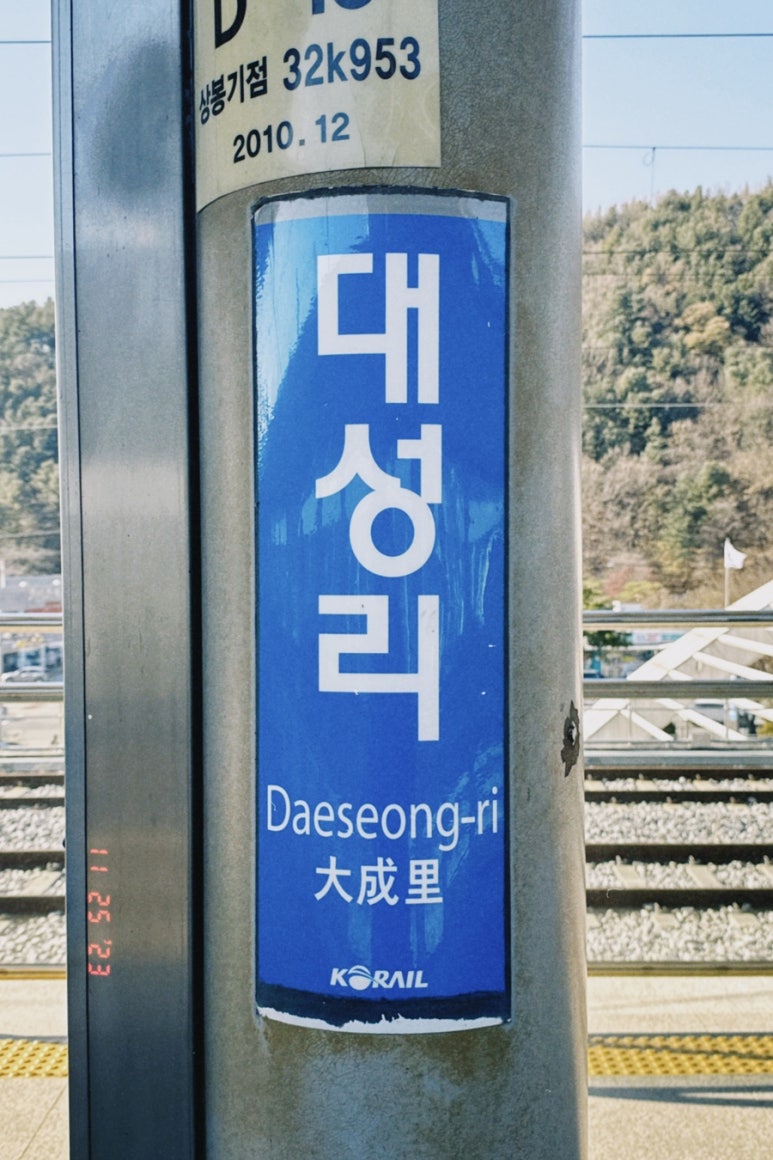 상봉기점 32k953
2010.12
대성리
Daeseong-ri
大成里
KORAIL
11 25 '23